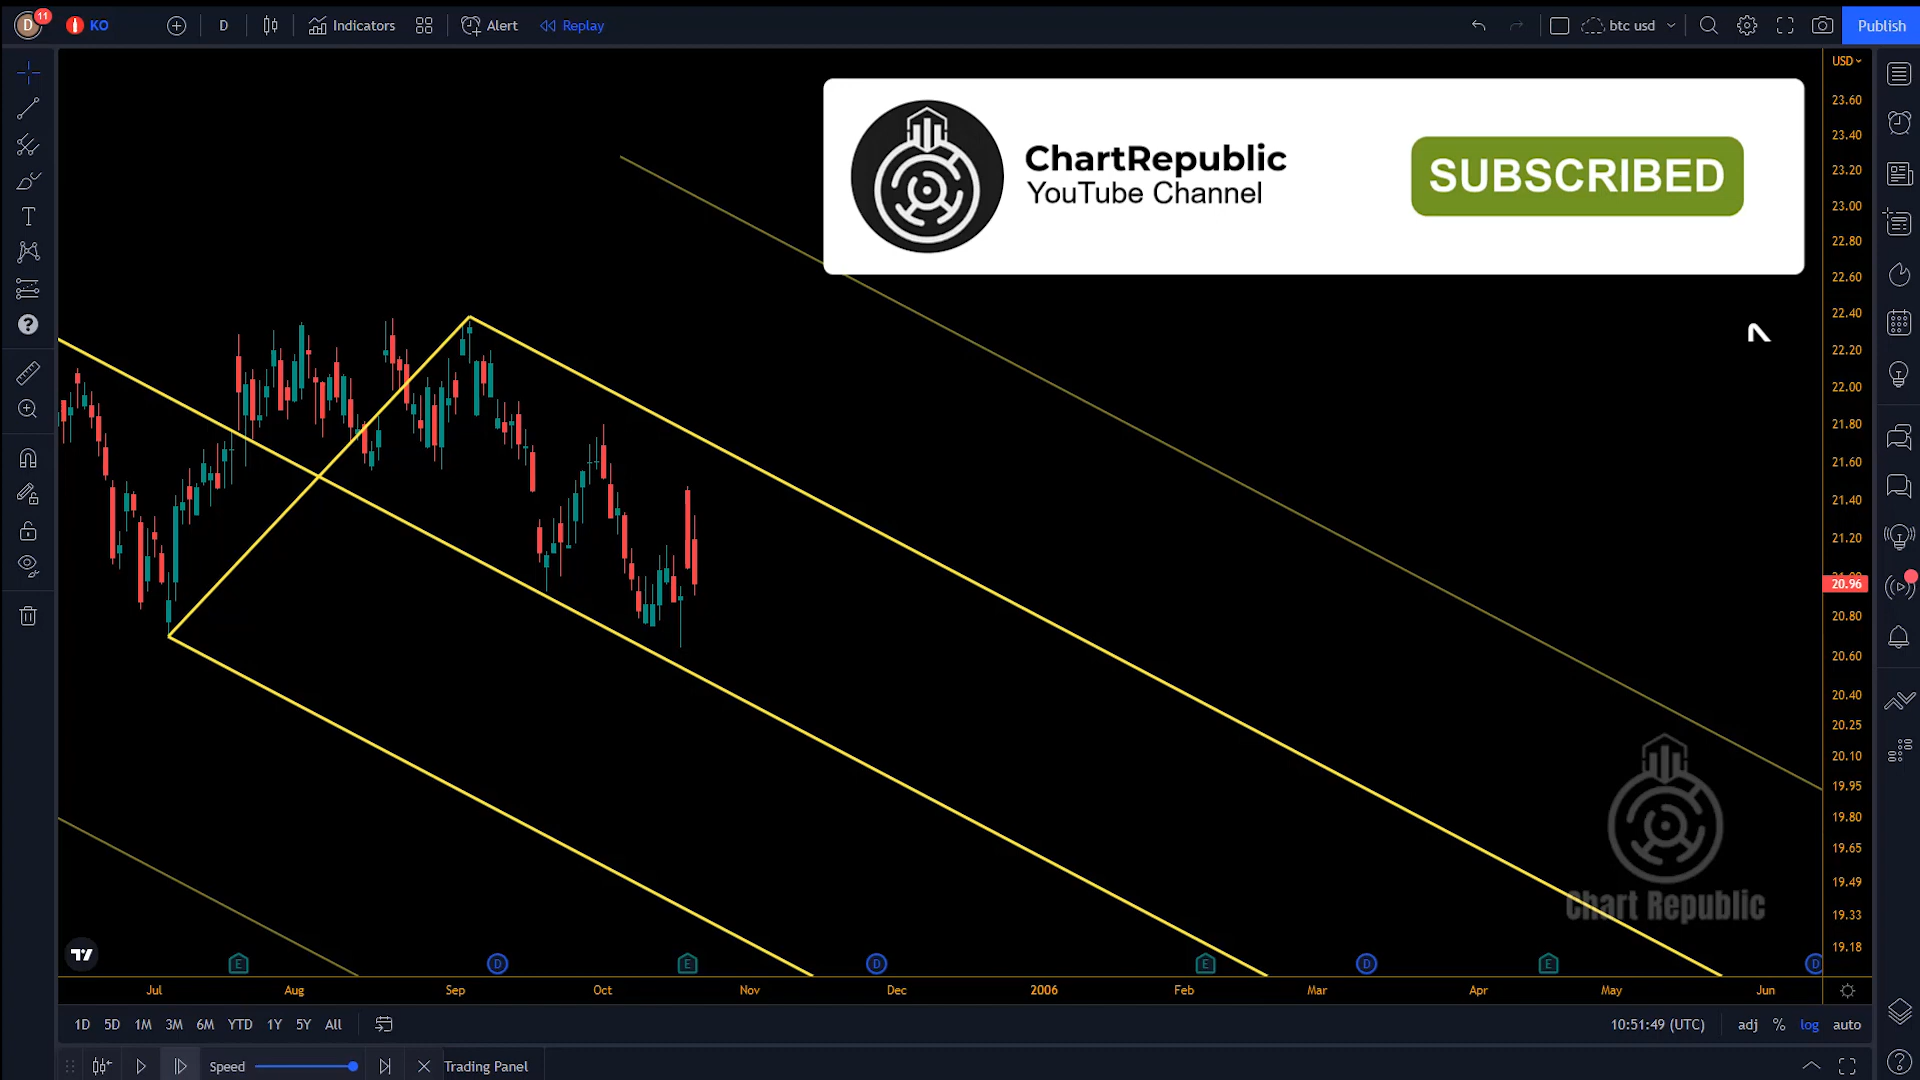 D 11 KO D Indicators Alert Replay btc usd Publish
USD
ChartRepublic
YouTube Channel
SUBSCRIBED
23.60
23.40
23.20
23.00
22.80
22.60
22.40
22.20
22.00
21.80
21.60
21.40
21.20
20.96
20.80
20.60
20.40
20.25
20.10
19.95
19.80
19.65
19.49
19.33
19.18
Chart Republic
E D E D E D E D
Jul Aug Sep Oct Nov Dec 2006 Feb Mar Apr May Jun
1D 5D 1M 3M 6M YTD 1Y 5Y All 10:51:49 (UTC) adj % log auto
Speed Trading Panel